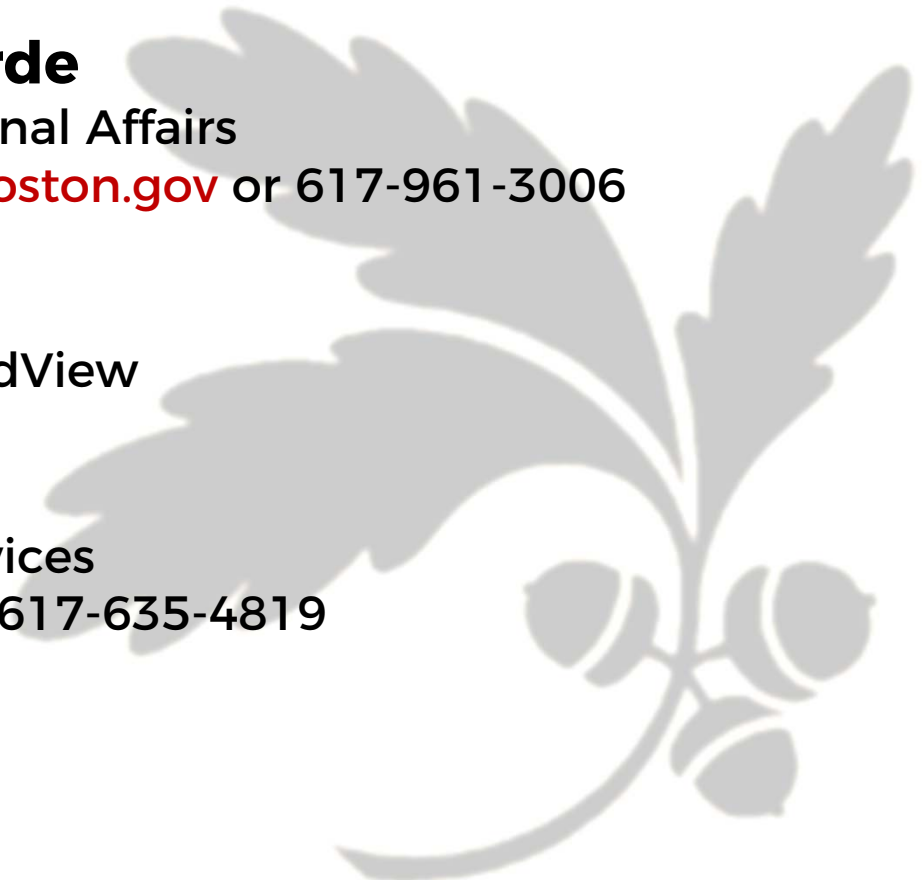 rde
nal Affairs
oston.gov or 617-961-3006
dView
vices
617-635-4819